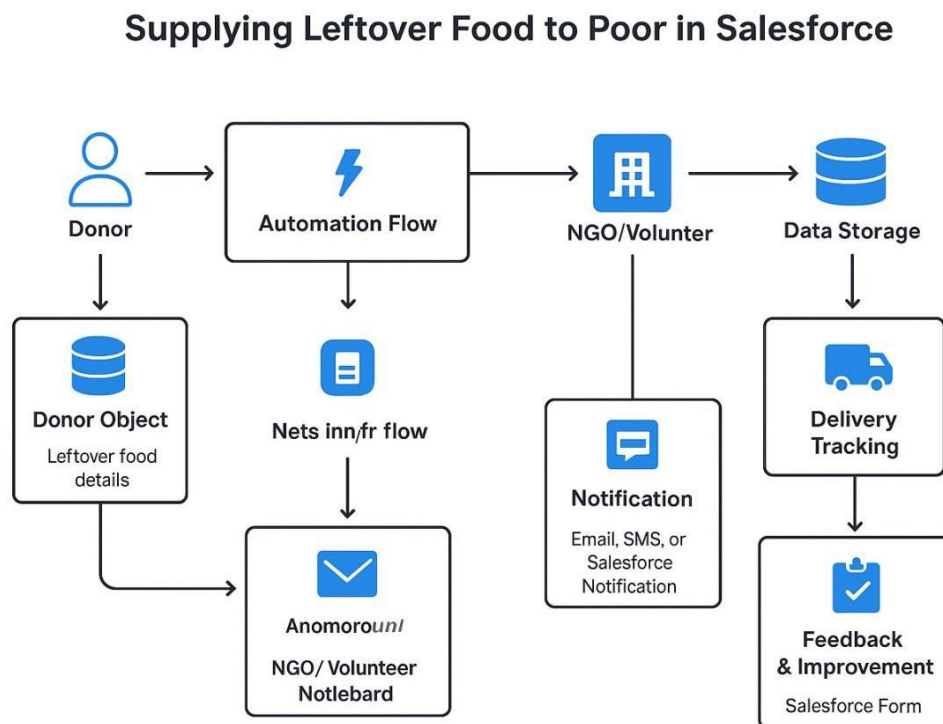 Supplying Leftover Food to Poor in Salesforce
Donor
Automation Flow
NGO/Volunter
Data Storage
Donor Object
Leftover food
details
Nets inn/fr flow
Notification
Email, SMS, or
Salesforce
Notification
Delivery
Tracking
Anomorounl
NGO/ Volunteer
Notlebard
Feedback
& Improvement
Salesforce Form